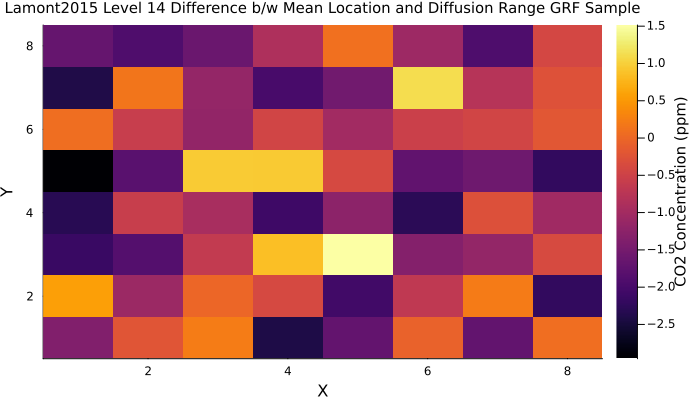 Lamont2015 Level 14 Difference b/w Mean Location and Diffusion Range GRF Sample
8
6
4
2
Y
2 4 6 8
X
1.5
1.0
0.5
0
−0.5
−1.0
−1.5
−2.0
−2.5
CO2 Concentration (ppm)